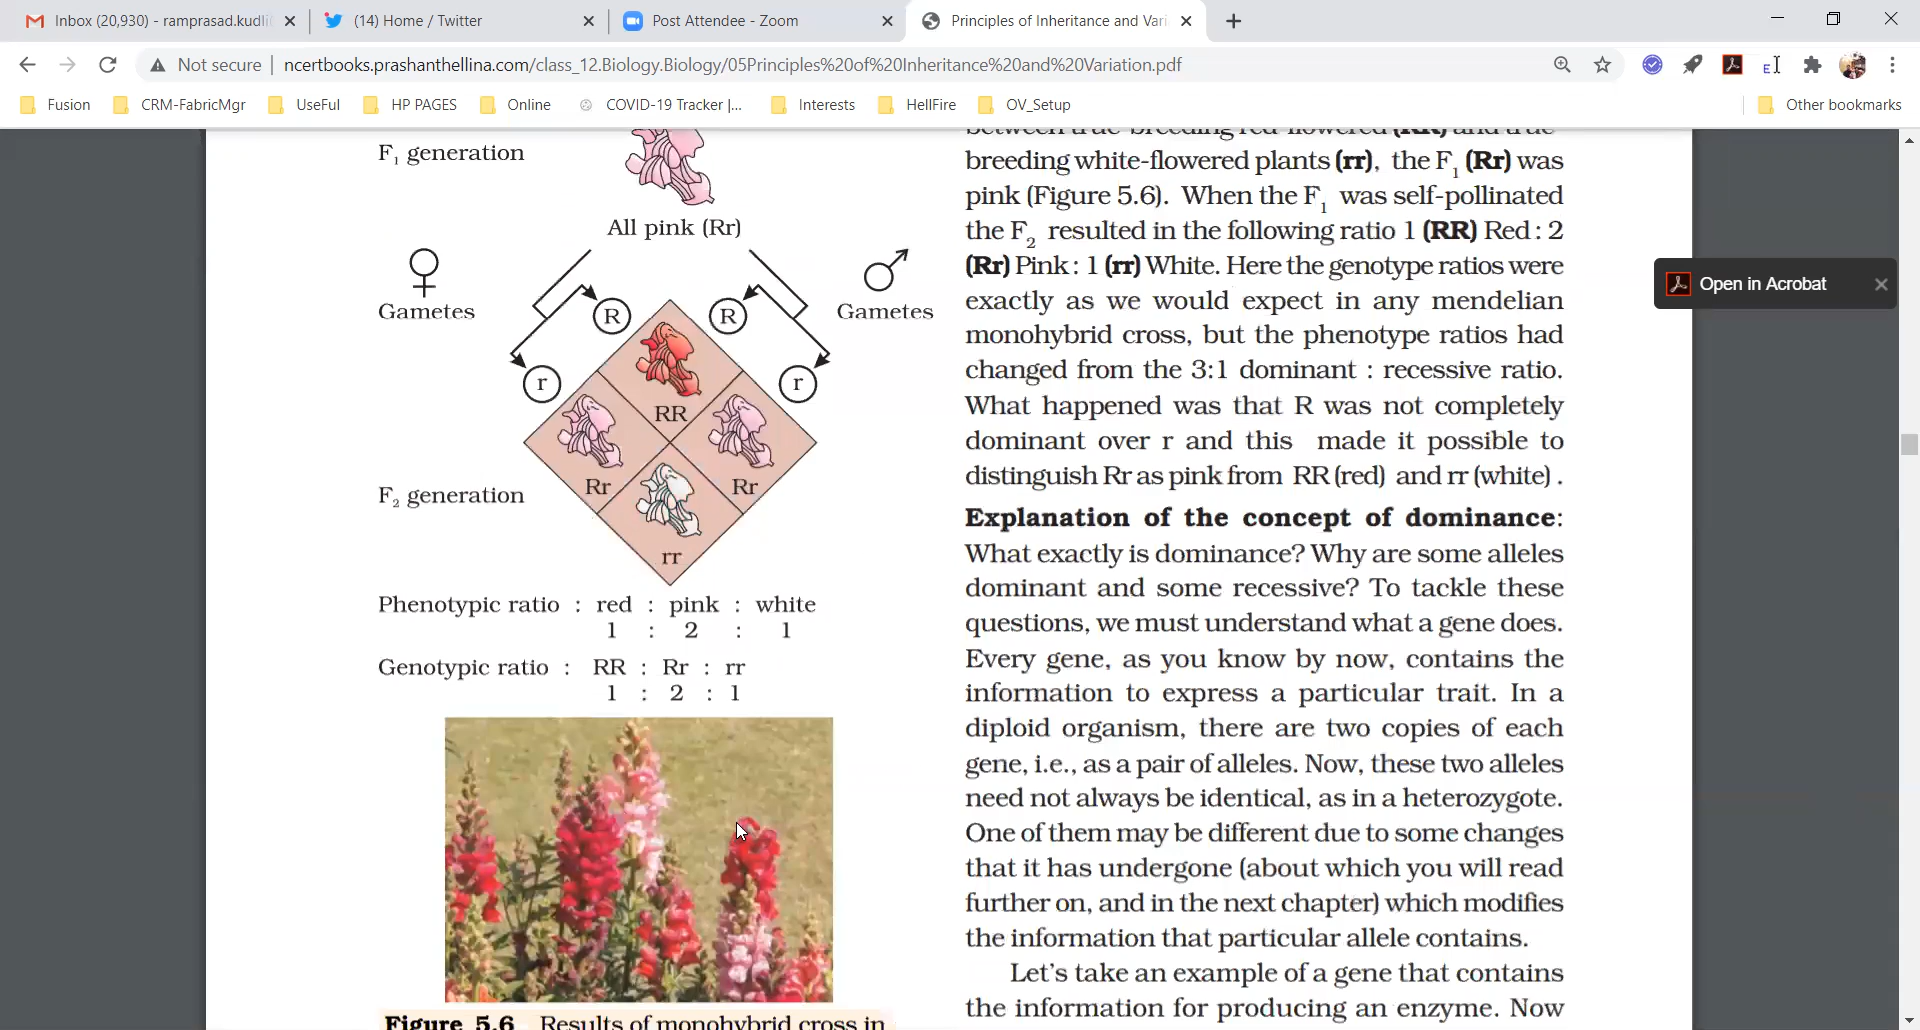 Inbox (20,930) - ramprasad.kudli
(14) Home / Twitter
Post Attendee - Zoom
Principles of Inheritance and Vari
Not secure
ncertbooks.prashanthellina.com/class_12.Biology.Biology/05Principles%20of%20Inheritance%20and%20Variation.pdf
Fusion
CRM-FabricMgr
UseFul
HP PAGES
Online
COVID-19 Tracker |...
Interests
HellFire
OV_Setup
Other bookmarks
F₁ generation
All pink (Rr)
Gametes
Gametes
R
R
r
r
RR
Rr
Rr
rr
F₂ generation
Phenotypic ratio : red : pink : white
1 : 2 : 1
Genotypic ratio : RR : Rr : rr
1 : 2 : 1
Figure 5.6 Results of monohybrid cross in
between true-breeding red-flowered (RR) and true-
breeding white-flowered plants (rr), the F₁ (Rr) was
pink (Figure 5.6). When the F₁ was self-pollinated
the F₂ resulted in the following ratio 1 (RR) Red : 2
(Rr) Pink : 1 (rr) White. Here the genotype ratios were
exactly as we would expect in any mendelian
monohybrid cross, but the phenotype ratios had
changed from the 3:1 dominant : recessive ratio.
What happened was that R was not completely
dominant over r and this made it possible to
distinguish Rr as pink from RR (red) and rr (white) .
Explanation of the concept of dominance:
What exactly is dominance? Why are some alleles
dominant and some recessive? To tackle these
questions, we must understand what a gene does.
Every gene, as you know by now, contains the
information to express a particular trait. In a
diploid organism, there are two copies of each
gene, i.e., as a pair of alleles. Now, these two alleles
need not always be identical, as in a heterozygote.
One of them may be different due to some changes
that it has undergone (about which you will read
further on, and in the next chapter) which modifies
the information that particular allele contains.
Let's take an example of a gene that contains
the information for producing an enzyme. Now
Open in Acrobat